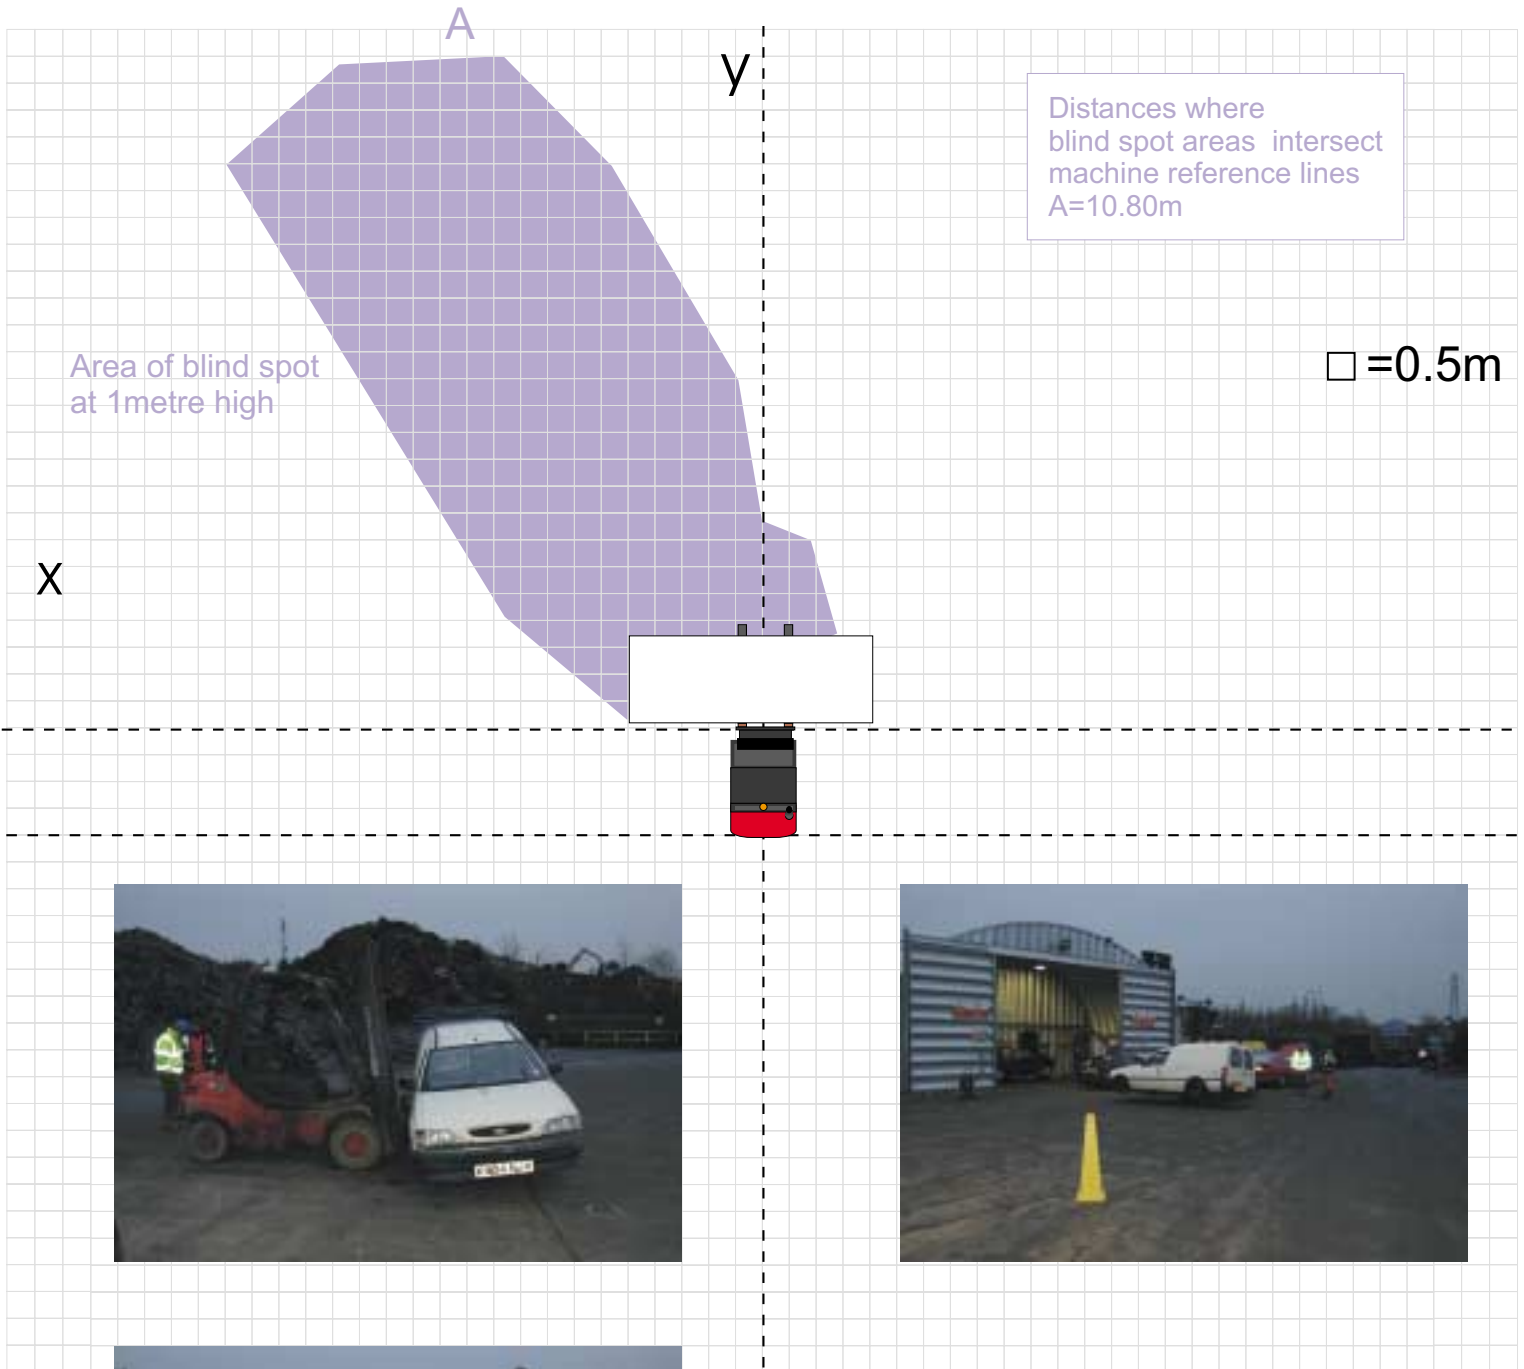 A
y
Distances where
blind spot areas intersect
machine reference lines
A=10.80m
=0.5m
Area of blind spot
at 1metre high
X